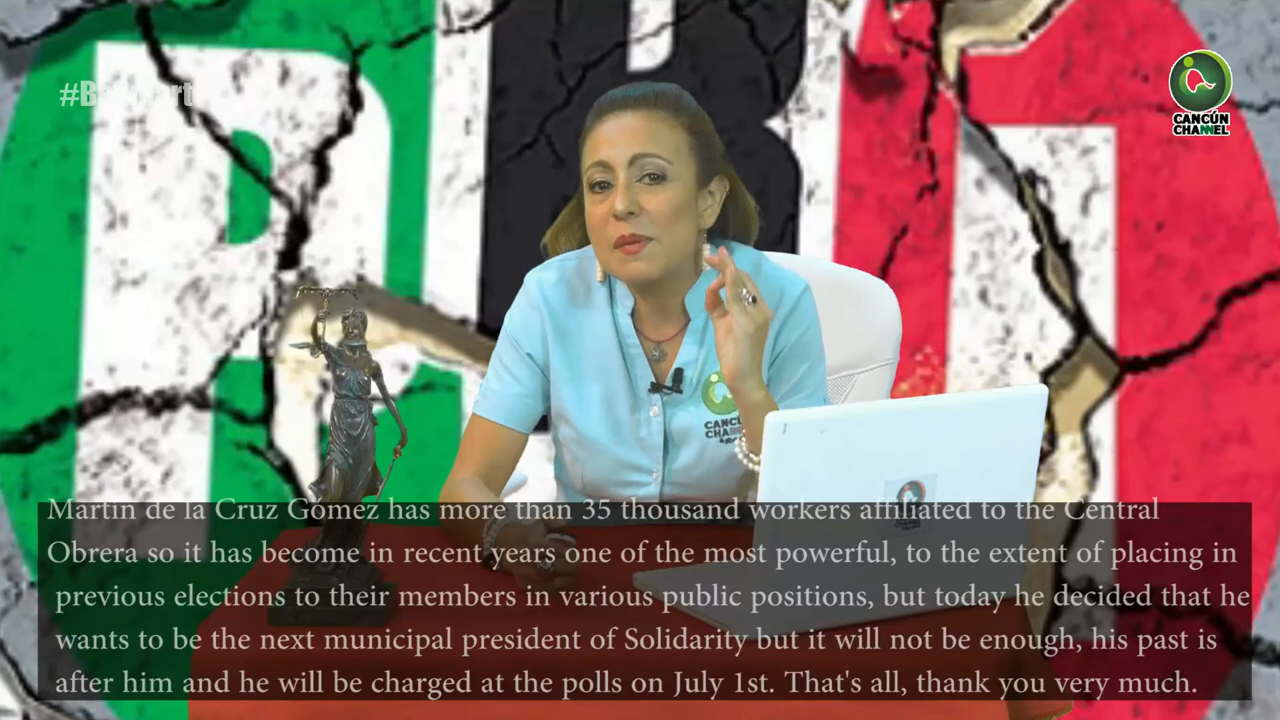 PRI
CANCÚN
CHANNEL
CANCÚN
Martin de la Cruz Gómez has more than 35 thousand workers affiliated to the Central
Obrera so it has become in recent years one of the most powerful, to the extent of placing in
previous elections to their members in various public positions, but today he decided that he
wants to be the next municipal president of Solidarity but it will not be enough, his past is
after him and he will be charged at the polls on July 1st. That's all, thank you very much.